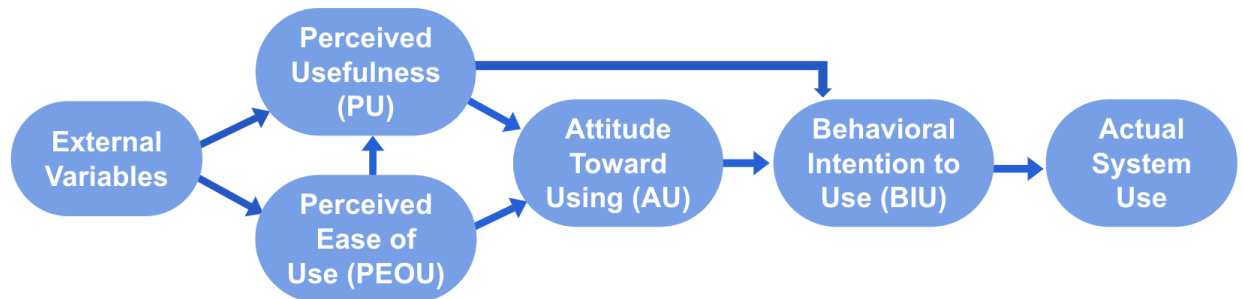 External
Variables
Perceived
Usefulness
(PU)
Perceived
Ease of
Use (PEOU)
Attitude
Toward
Using (AU)
Behavioral
Intention to
Use (BIU)
Actual
System
Use